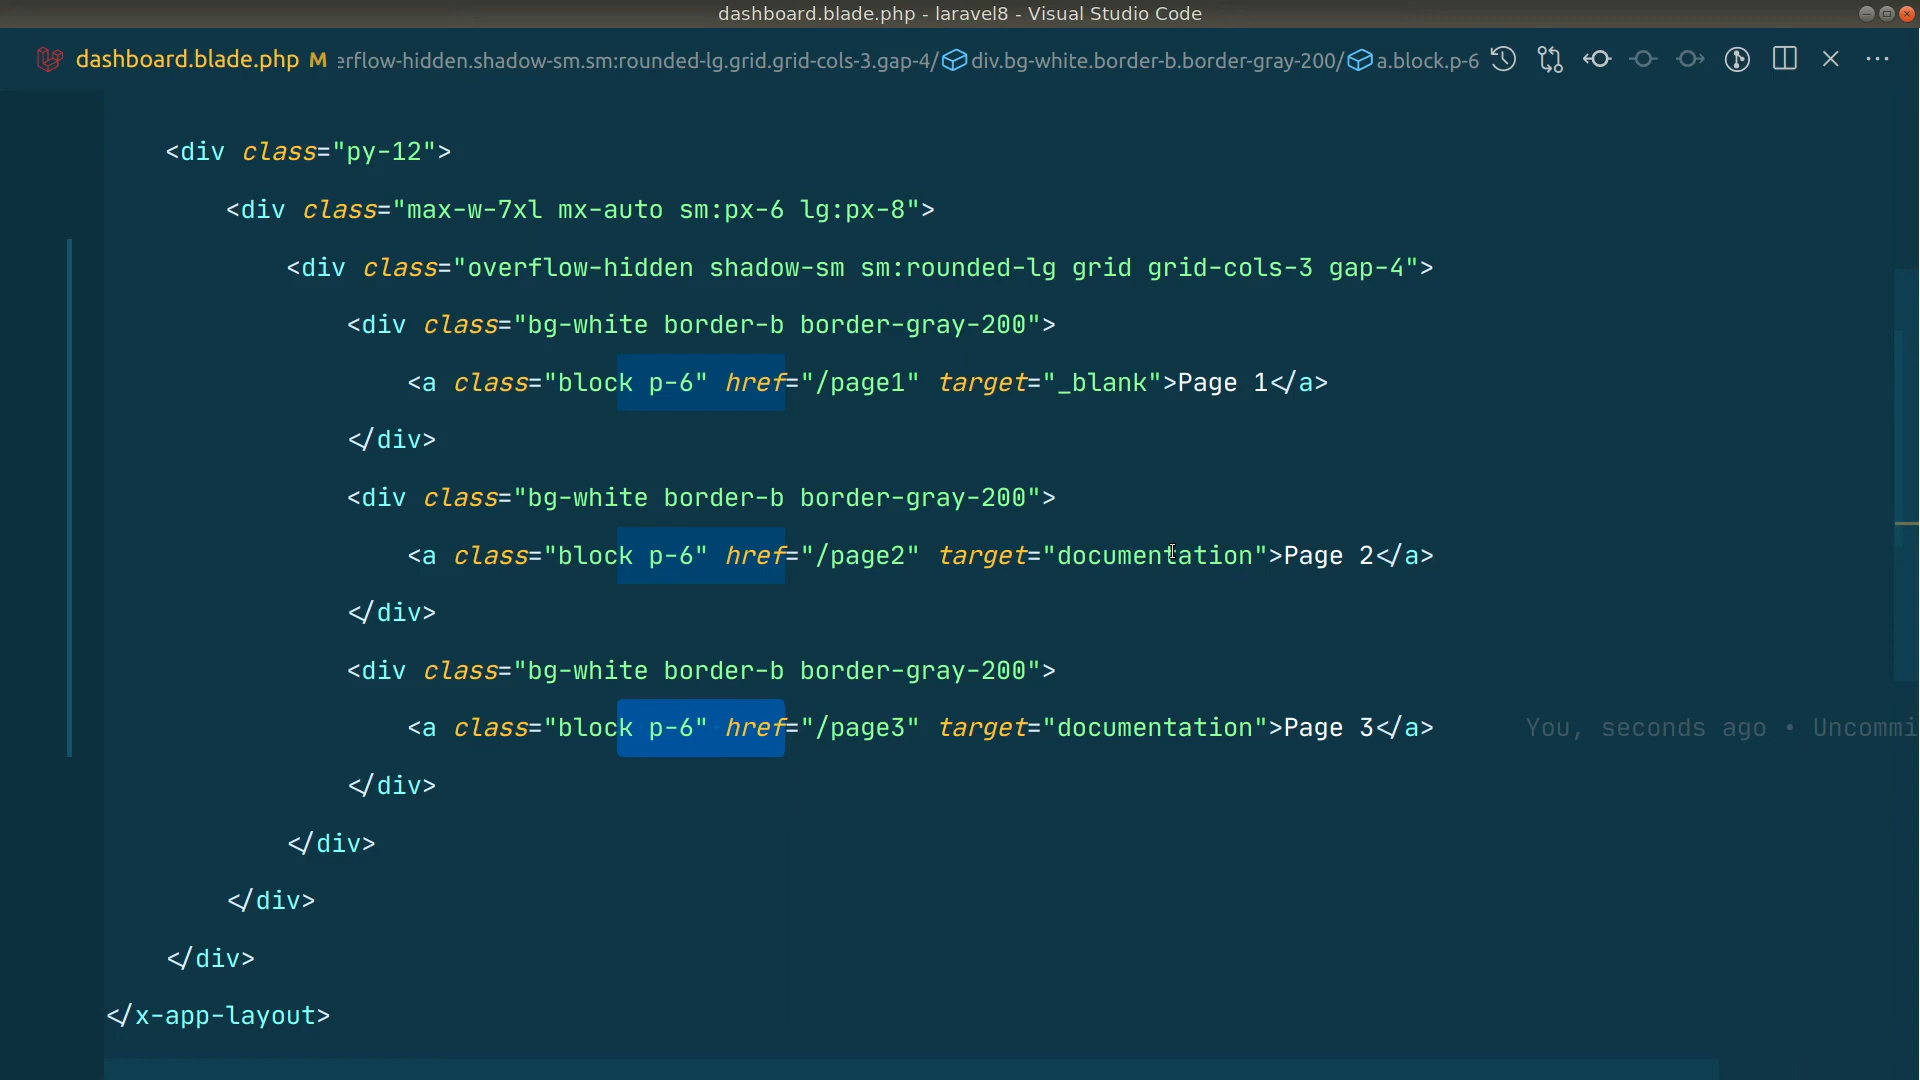 dashboard.blade.php - laravel8 - Visual Studio Code
dashboard.blade.php M erflow-hidden.shadow-sm.sm:rounded-lg.grid.grid-cols-3.gap-4/ div.bg-white.border-b.border-gray-200/ a.block.p-6
<div class="py-12">
<div class="max-w-7xl mx-auto sm:px-6 lg:px-8">
<div class="overflow-hidden shadow-sm sm:rounded-lg grid grid-cols-3 gap-4">
<div class="bg-white border-b border-gray-200">
<a class="block p-6" href="/page1" target="_blank">Page 1</a>
</div>
<div class="bg-white border-b border-gray-200">
<a class="block p-6" href="/page2" target="documentation">Page 2</a>
</div>
<div class="bg-white border-b border-gray-200">
<a class="block p-6" href="/page3" target="documentation">Page 3</a> You, seconds ago • Uncommi
</div>
</div>
</div>
</div>
</x-app-layout>